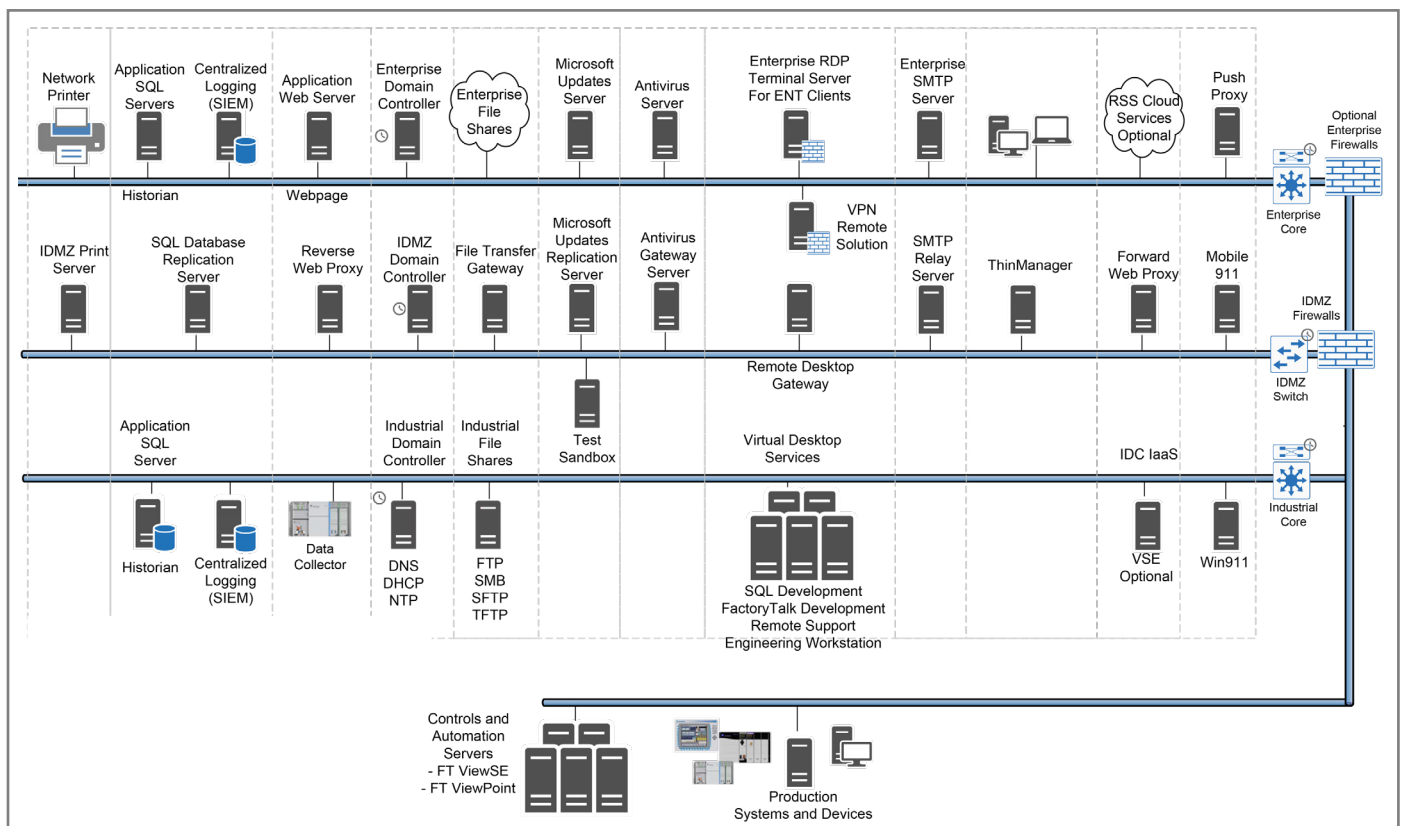 Network
Printer
Application
SQL
Servers
Centralized
Logging
(SIEM)
Application
Web Server
Enterprise
Domain
Controller
Enterprise
File
Shares
Microsoft
Updates
Server
Antivirus
Server
Enterprise RDP
Terminal Server
For ENT Clients
Enterprise
SMTP
Server
RSS Cloud
Services
Optional
Push
Proxy
Optional
Enterprise
Firewalls
Historian
Webpage
Enterprise
Core
IDMZ Print
Server
SQL Database
Replication
Server
Reverse
Web Proxy
IDMZ
Domain
Controller
File Transfer
Gateway
Microsoft
Updates
Replication
Server
Antivirus
Gateway
Server
VPN
Remote
Solution
SMTP
Relay
Server
ThinManager
Forward
Web Proxy
Mobile
911
IDMZ
Firewalls
Remote Desktop
Gateway
IDMZ
Switch
Application
SQL
Server
Industrial
Domain
Controller
Industrial
File
Shares
Test
Sandbox
Virtual Desktop
Services
IDC IaaS
Industrial
Core
Historian
Centralized
Logging
(SIEM)
Data
Collector
DNS
DHCP
NTP
FTP
SMB
SFTP
TFTP
SQL Development
FactoryTalk Development
Remote Support
Engineering Workstation
VSE
Optional
Win911
Controls and
Automation
Servers
- FT ViewSE
- FT ViewPoint
Production
Systems and Devices